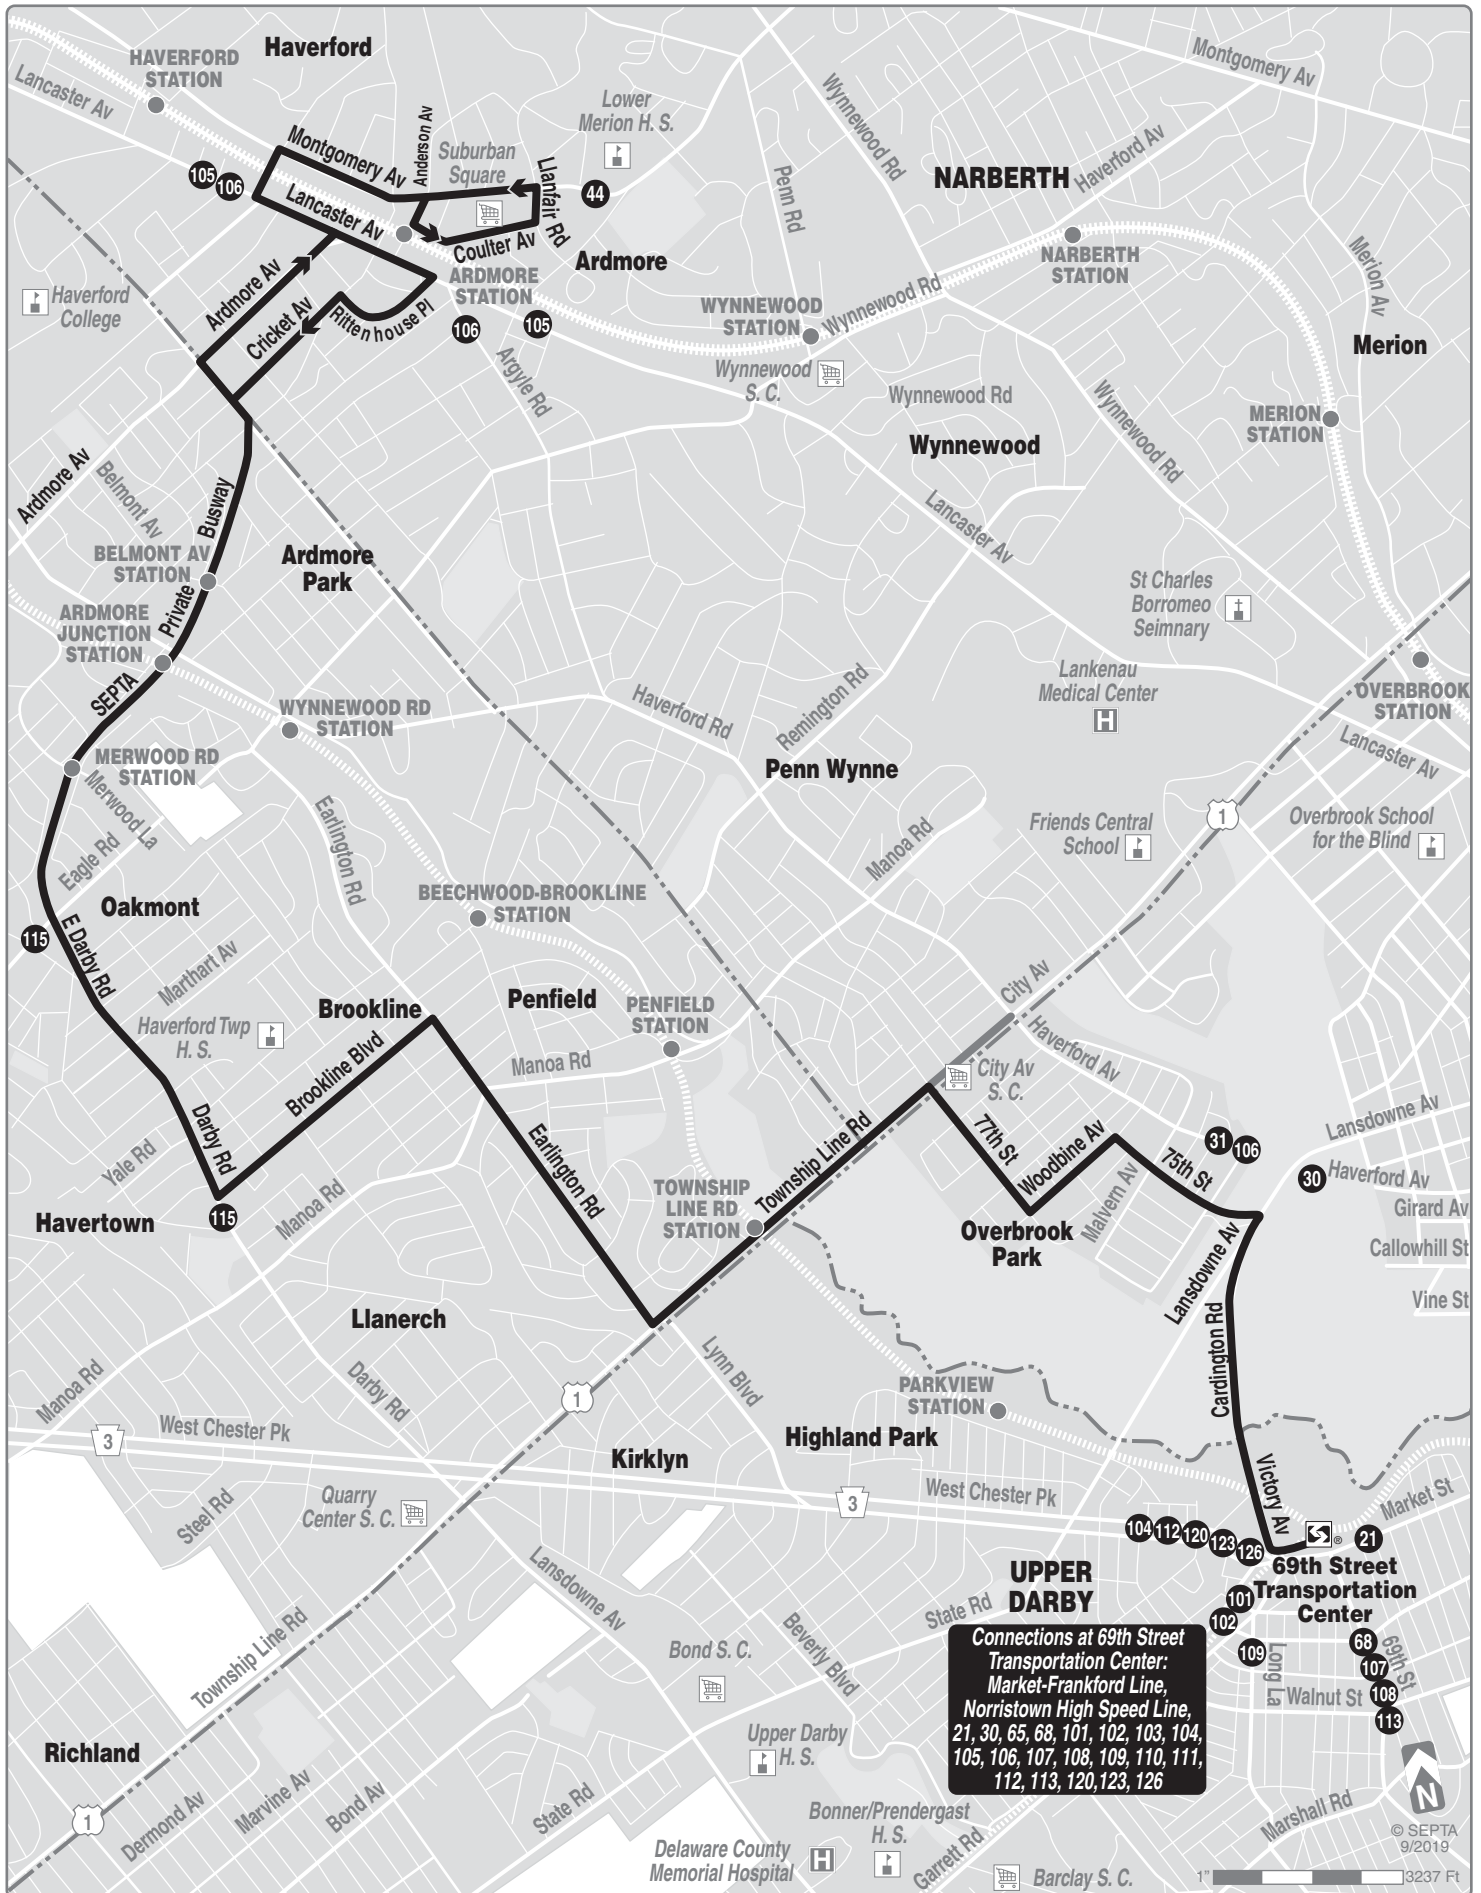 Haverford
HAVERFORD
STATION
Lancaster Av
Montgomery Av
Anderson Av
Suburban
Square
Lower
Merion H. S.
Llanfair Rd
44
105
106
Lancaster Av
Coulter Av
Ardmore
ARDMORE
STATION
106
105
Wynnewood Rd
Penn Rd
Montgomery Av
NARBERTH
Haverford Av
NARBERTH
STATION
Merion Av
Merion
WYNNEWOOD
STATION
Wynnewood Rd
Wynnewood
S. C.
Wynnewood Rd
Wynnewood Rd
MERION
STATION
Wynnewood
Haverford
College
Ardmore Av
Cricket Av
Rittenhouse Pl
Argyle Rd
Ardmore Av
Belmont Av
Busway
BELMONT AV
STATION
Private
Ardmore
Park
ARDMORE
JUNCTION
STATION
SEPTA
Lancaster Av
St Charles
Borromeo
Seimnary
Lankenau
Medical Center
H
OVERBROOK
STATION
Lancaster Av
WYNNEWOOD RD
STATION
Haverford Rd
Remington Rd
Penn Wynne
MERWOOD RD
STATION
Merwood La
Eagle Rd
Earlington Rd
Manoa Rd
Friends Central
School
1
Overbrook School
for the Blind
Oakmont
BEECHWOOD-BROOKLINE
STATION
115
E Darby Rd
Marthart Av
Haverford Twp
H. S.
Brookline
Penfield
PENFIELD
STATION
City Av
Haverford Av
City Av
S. C.
Manoa Rd
Brookline Blvd
Darby Rd
Yale Rd
Havertown
115
Manoa Rd
Earlington Rd
TOWNSHIP
LINE RD
STATION
Township Line Rd
77th St
Woodbine Av
75th St
Malvern Av
Overbrook
Park
31
106
30
Lansdowne Av
Haverford Av
Girard Av
Callowhill St
Vine St
Lansdowne Av
Cardington Rd
Llanerch
Manoa Rd
Darby Rd
1
Lynn Blvd
PARKVIEW
STATION
Highland Park
3
West Chester Pk
Kirklyn
3
West Chester Pk
Victory Av
Market St
Steel Rd
Quarry
Center S. C.
104
112
120
123
126
®
21
69th Street
Transportation
Center
UPPER
DARBY
State Rd
101
102
109
Long La
68
69th St
107
Walnut St
108
113
Lansdowne Av
Beverly Blvd
Bond S. C.
Township Line Rd
Connections at 69th Street
Transportation Center:
Market-Frankford Line,
Norristown High Speed Line,
21, 30, 65, 68, 101, 102, 103, 104,
105, 106, 107, 108, 109, 110, 111,
112, 113, 120,123, 126
Upper Darby
H. S.
Richland
1
Dermond Av
Marvine Av
Bond Av
State Rd
Bonner/Prendergast
H. S.
Delaware County
Memorial Hospital
H
Garrett Rd
Barclay S. C.
Marshall Rd
N
© SEPTA
9/2019
1"
3237 Ft